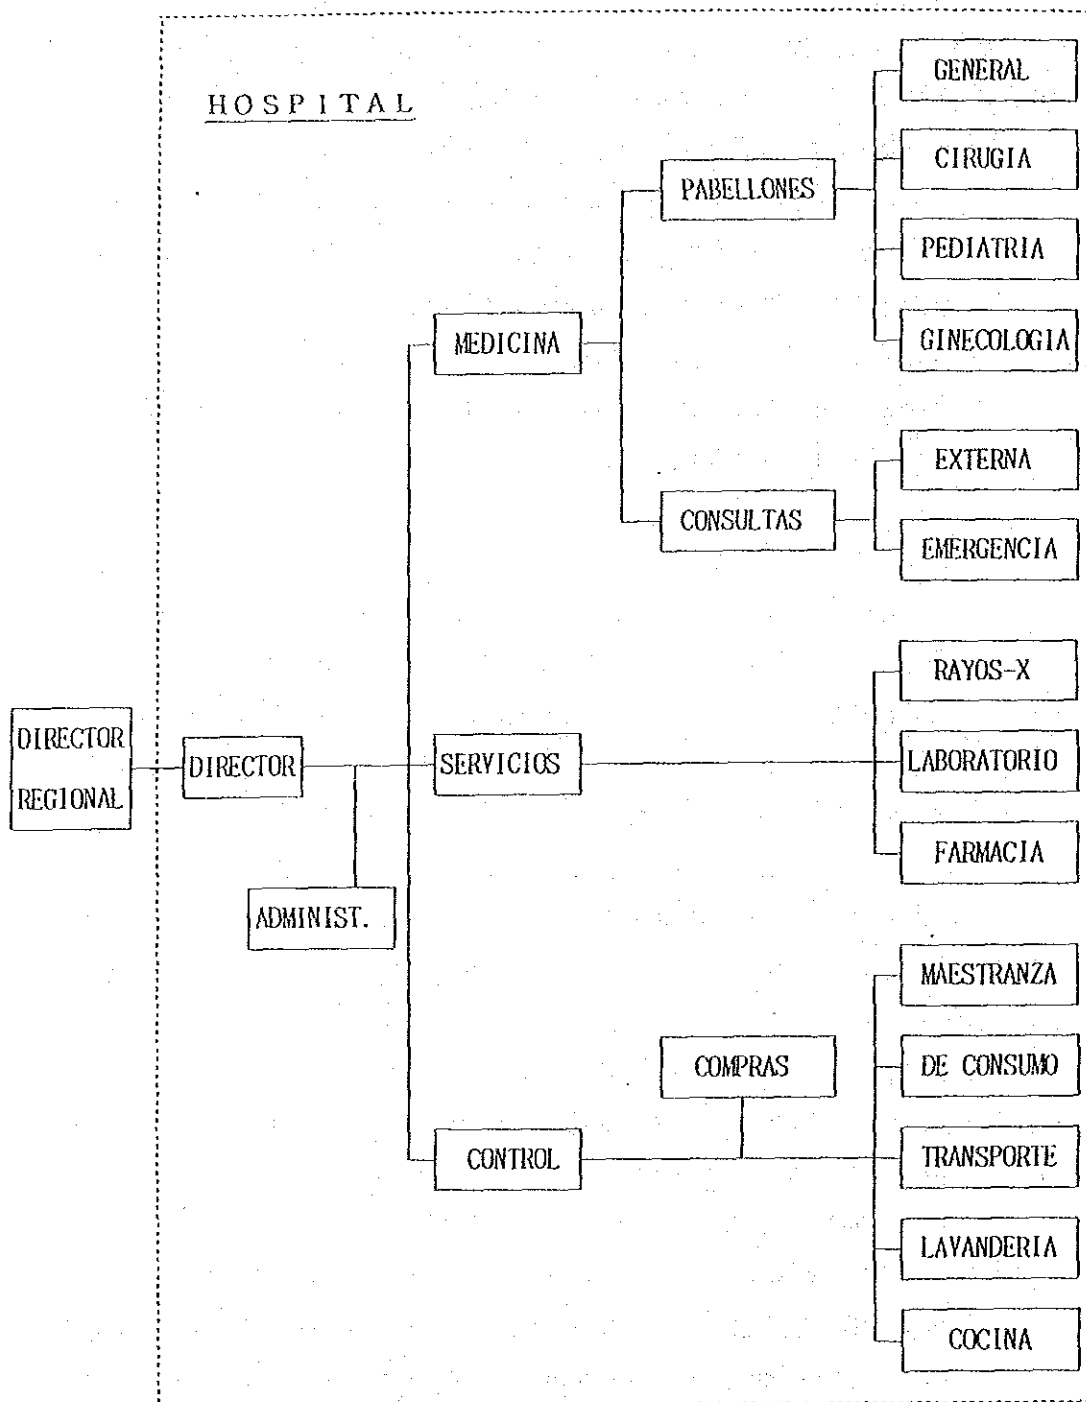 HOSPITAL
GENERAL
CIRUGIA
PABELLONES
PEDIATRIA
MEDICINA
GINECOLOGIA
EXTERNA
CONSULTAS
EMERGENCIA
RAYOS-X
DIRECTOR
REGIONAL
DIRECTOR
SERVICIOS
LABORATORIO
FARMACIA
ADMINIST.
MAESTRANZA
COMPRAS
DE CONSUMO
CONTROL
TRANSPORTE
LAVANDERIA
COCINA